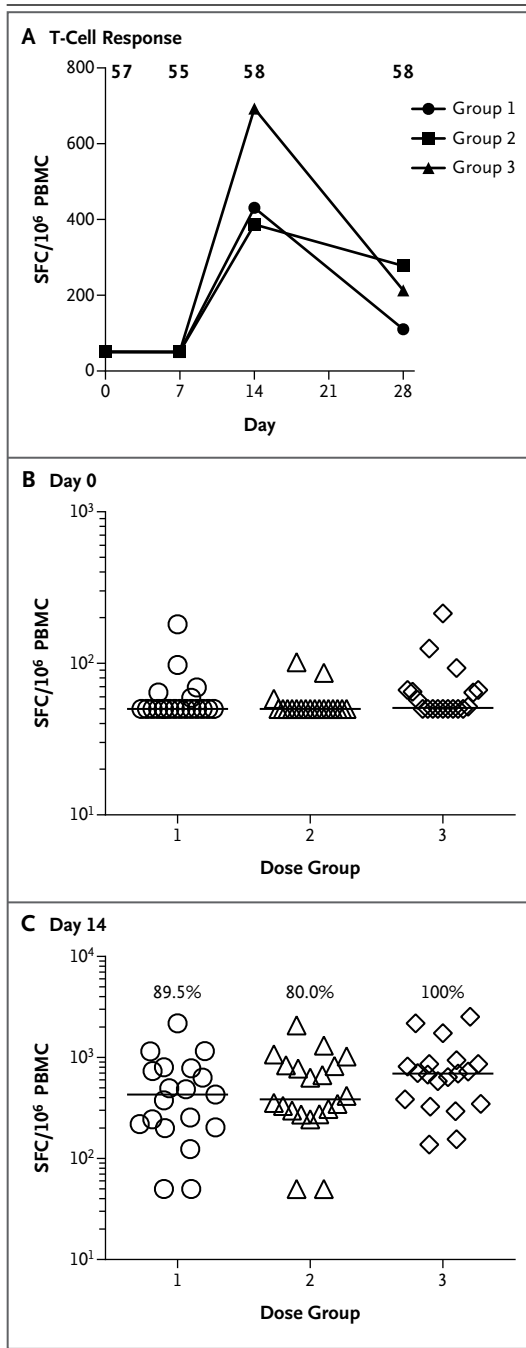 A T-Cell Response
57 55 58 58
800
600
400
200
0
SFC/10⁶ PBMC
Group 1
Group 2
Group 3
0 7 14 21 28
Day
B Day 0
10³
10²
10¹
SFC/10⁶ PBMC
1 2 3
Dose Group
C Day 14
10⁴
10³
10²
10¹
SFC/10⁶ PBMC
89.5% 80.0% 100%
1 2 3
Dose Group